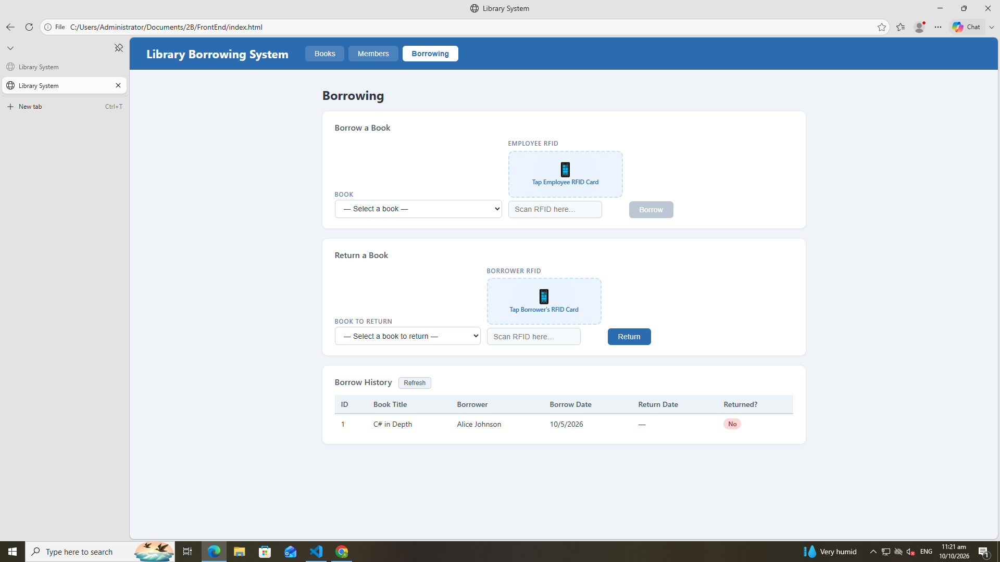 Library System
File C:/Users/Administrator/Documents/2B/FrontEnd/index.html
Chat
Library System
Library System
New tab Ctrl+T
Library Borrowing System Books Members Borrowing
Borrowing
Borrow a Book
EMPLOYEE RFID
Tap Employee RFID Card
BOOK
— Select a book — Scan RFID here... Borrow
Return a Book
BORROWER RFID
Tap Borrower's RFID Card
BOOK TO RETURN
— Select a book to return — Scan RFID here... Return
Borrow History Refresh
ID Book Title Borrower Borrow Date Return Date Returned?
1 C# in Depth Alice Johnson 10/5/2026 — No
Type here to search
Very humid
ENG
11:21 am
10/10/2026
1